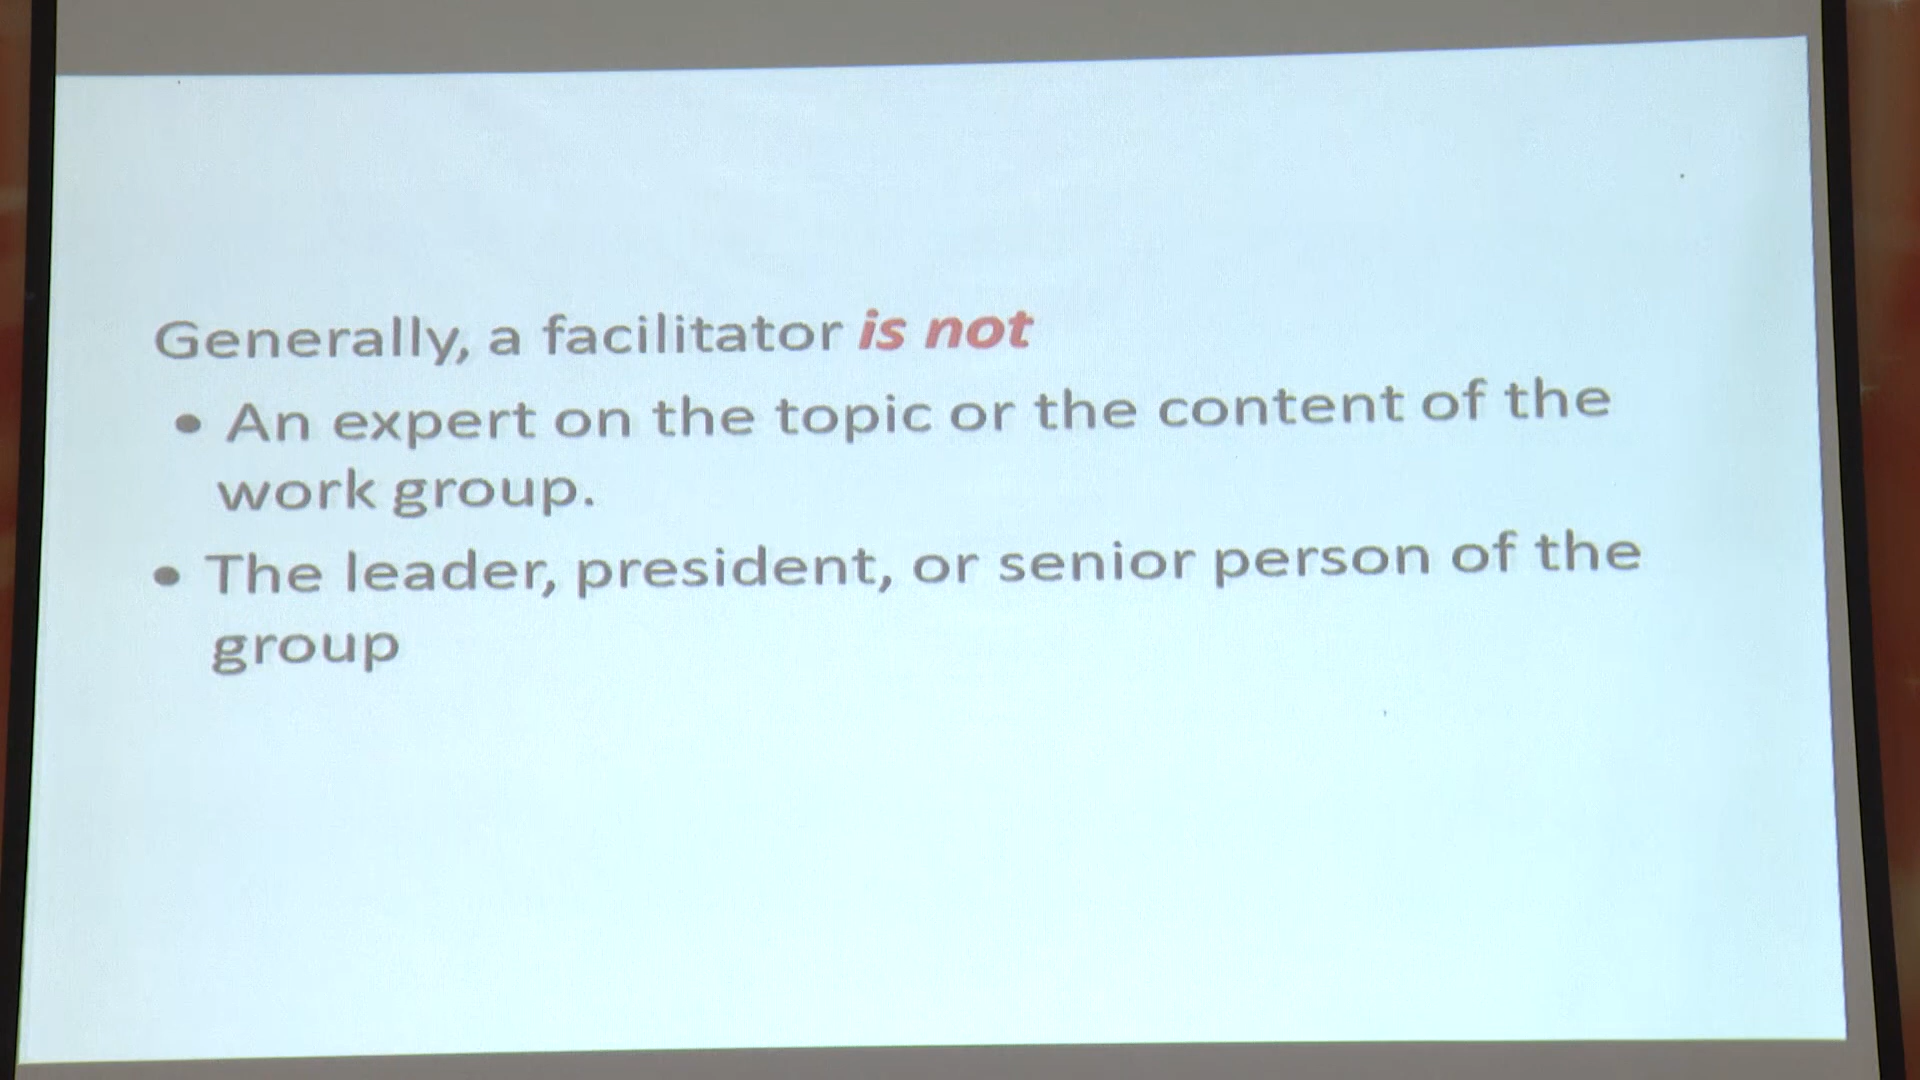 Generally, a facilitator is not
• An expert on the topic or the content of the
work group.
• The leader, president, or senior person of the
group